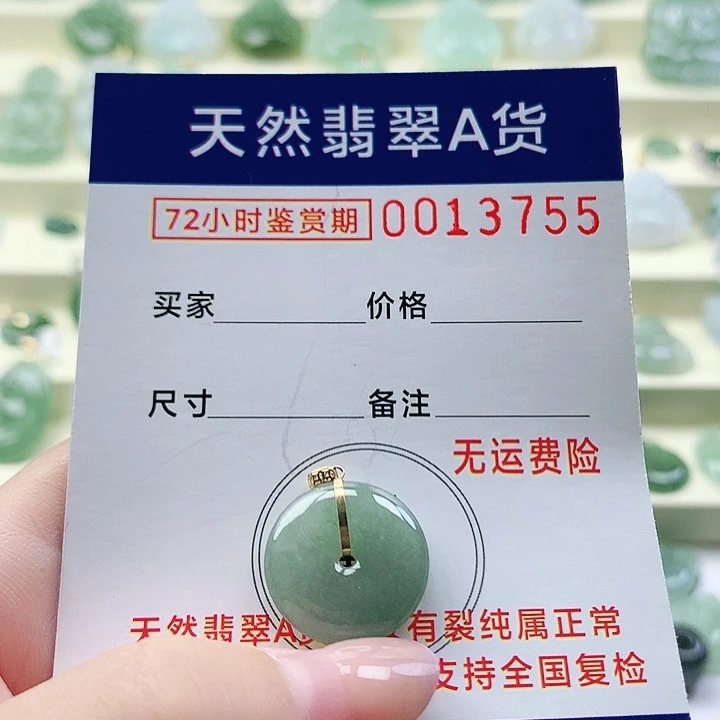 天然翡翠A货
72小时鉴赏期 0013755
买家 价格
尺寸 备注
无运费险
天然翡翠A 有裂纯属正常
支持全国复检